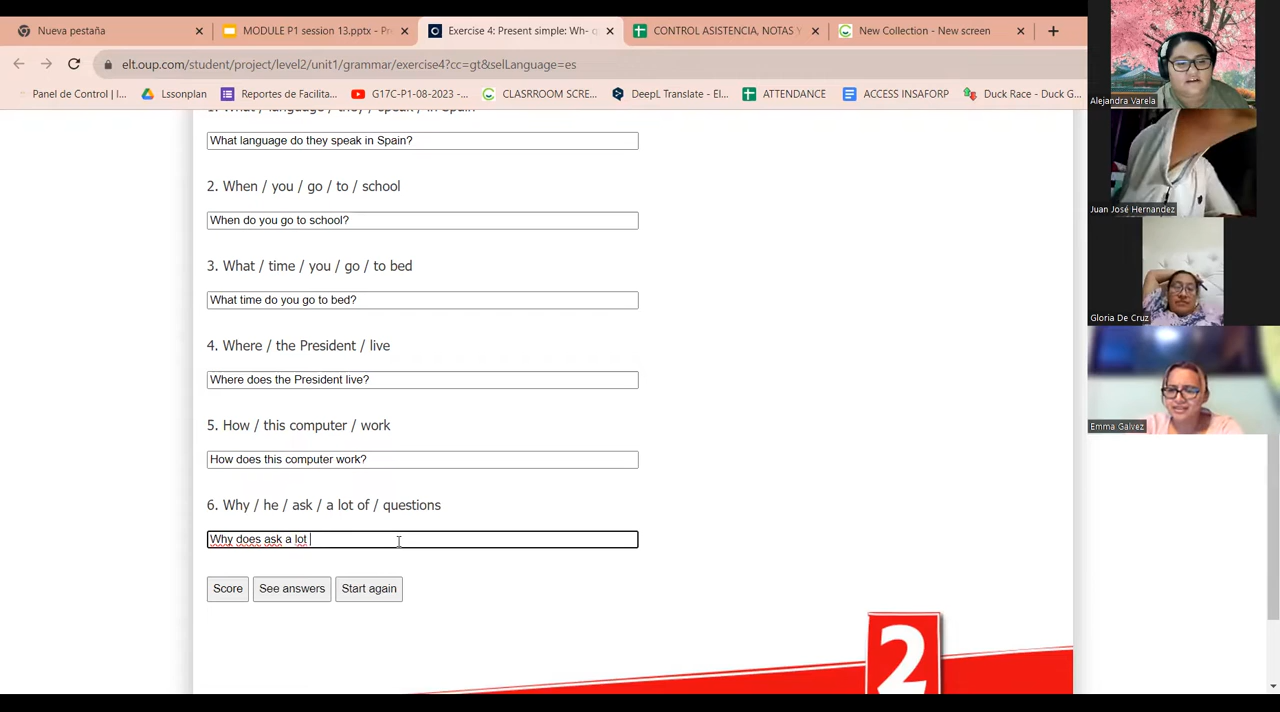 Nueva pestaña
MODULE P1 session 13.pptx - Pr
Exercise 4: Present simple: Wh- q
CONTROL ASISTENCIA, NOTAS Y
New Collection - New screen
elt.oup.com/student/project/level2/unit1/grammar/exercise4?cc=gt&selLanguage=es
Panel de Control | I...
Lssonplan
Reportes de Facilita...
G17C-P1-08-2023 -...
CLASSROOM SCRE...
DeepL Translate - El...
ATTENDANCE
ACCESS INSAFORP
Duck Race - Duck G...
1. What / language / they / speak / in Spain
What language do they speak in Spain?
2. When / you / go / to / school
When do you go to school?
3. What / time / you / go / to bed
What time do you go to bed?
4. Where / the President / live
Where does the President live?
5. How / this computer / work
How does this computer work?
6. Why / he / ask / a lot of / questions
Why does ask a lot
Score
See answers
Start again
2
Alejandra Varela
Juan José Hernandez
Gloria De Cruz
Emma Galvez